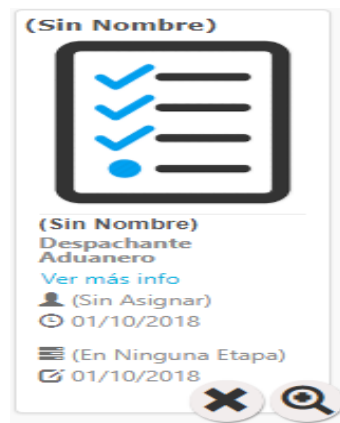 (Sin Nombre)
(Sin Nombre)
Despachante
Aduanero
Ver más info
(Sin Asignar)
01/10/2018
(En Ninguna Etapa)
01/10/2018